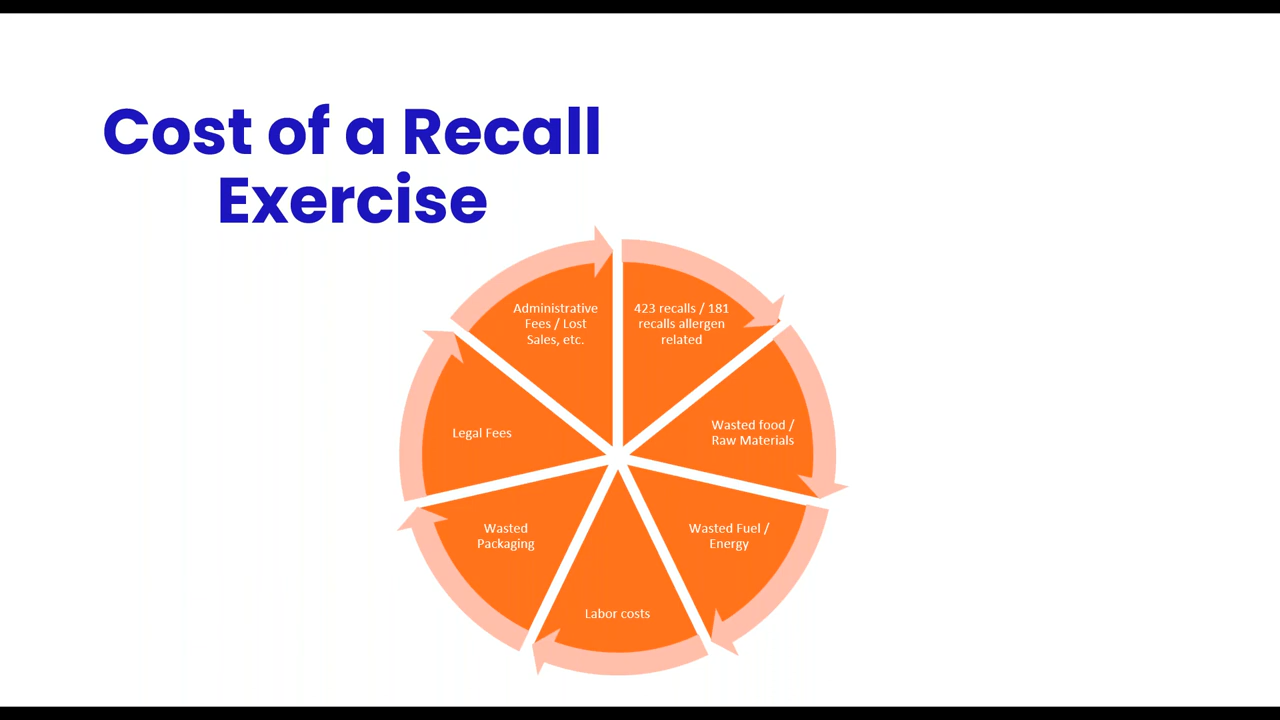 Cost of a Recall
Exercise
423 recalls / 181
recalls allergen
related
Wasted food /
Raw Materials
Wasted Fuel /
Energy
Labor costs
Wasted
Packaging
Legal Fees
Administrative
Fees / Lost
Sales, etc.